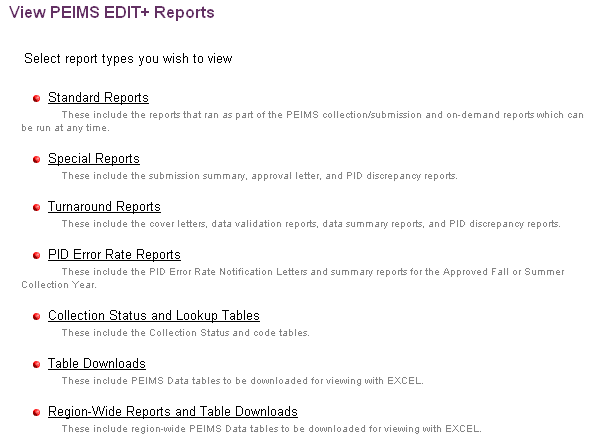 View PEIMS EDIT+ Reports
Select report types you wish to view
Standard Reports
These include the reports that ran as part of the PEIMS collection/submission and on-demand reports which can
be run at any time.
Special Reports
These include the submission summary, approval letter, and PID discrepancy reports.
Turnaround Reports
These include the cover letters, data validation reports, data summary reports, and PID discrepancy reports.
PID Error Rate Reports
These include the PID Error Rate Notification Letters and summary reports for the Approved Fall or Summer
Collection Year.
Collection Status and Lookup Tables
These include the Collection Status and code tables.
Table Downloads
These include PEIMS Data tables to be downloaded for viewing with EXCEL.
Region-Wide Reports and Table Downloads
These include region-wide PEIMS Data tables to be downloaded for viewing with EXCEL.